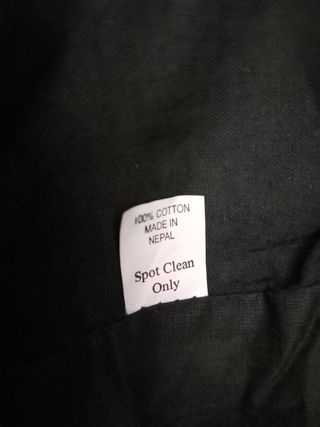 100% COTTON
MADE IN
NEPAL
Spot Clean
Only